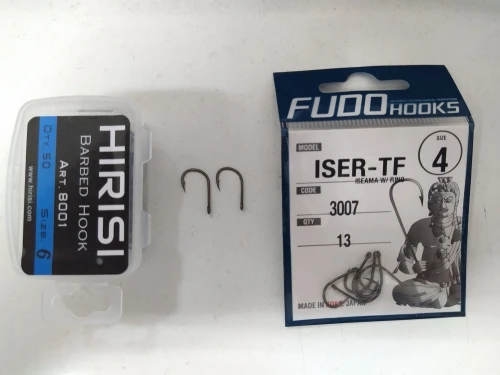 HIRISI
BARBED HOOK
ART. 8001
QTY. 50 Size 6
www.hirisi.com
FUDO HOOKS
MODEL
ISER-TF
ISEAMA W/ RING
SIZE
4
CODE
3007
QTY
13
MADE IN
JAPAN